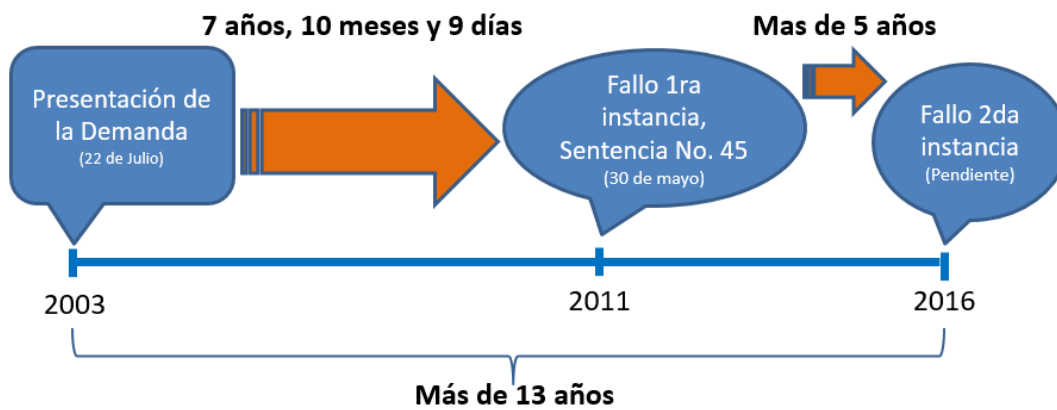 7 años, 10 meses y 9 días
Mas de 5 años
Presentación de
la Demanda
(22 de Julio)
Fallo 1ra
instancia,
Sentencia No. 45
(30 de mayo)
Fallo 2da
instancia
(Pendiente)
2003
2011
2016
Más de 13 años